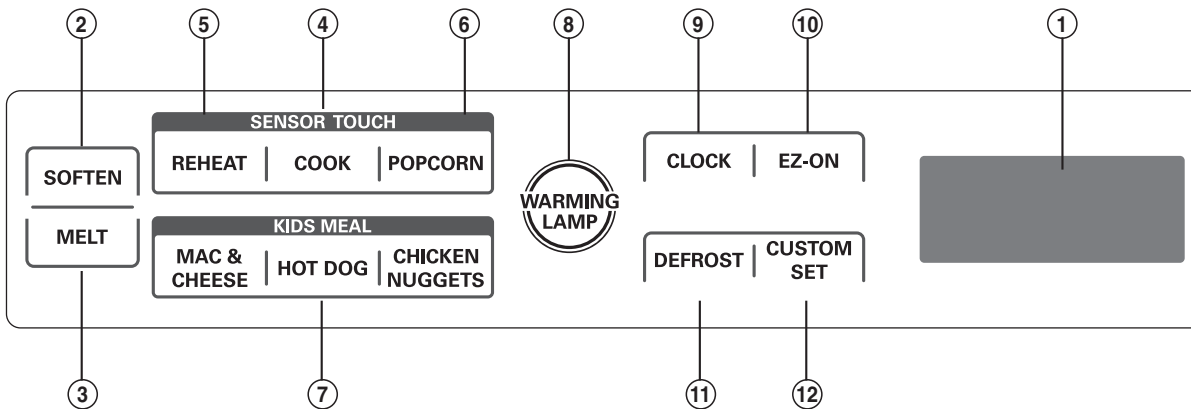 2
5
4
6
8
9
10
1
SENSOR TOUCH
REHEAT
COOK
POPCORN
SOFTEN
MELT
KIDS MEAL
MAC &
CHEESE
HOT DOG
CHICKEN
NUGGETS
WARMING
LAMP
CLOCK
EZ-ON
DEFROST
CUSTOM
SET
3
7
11
12